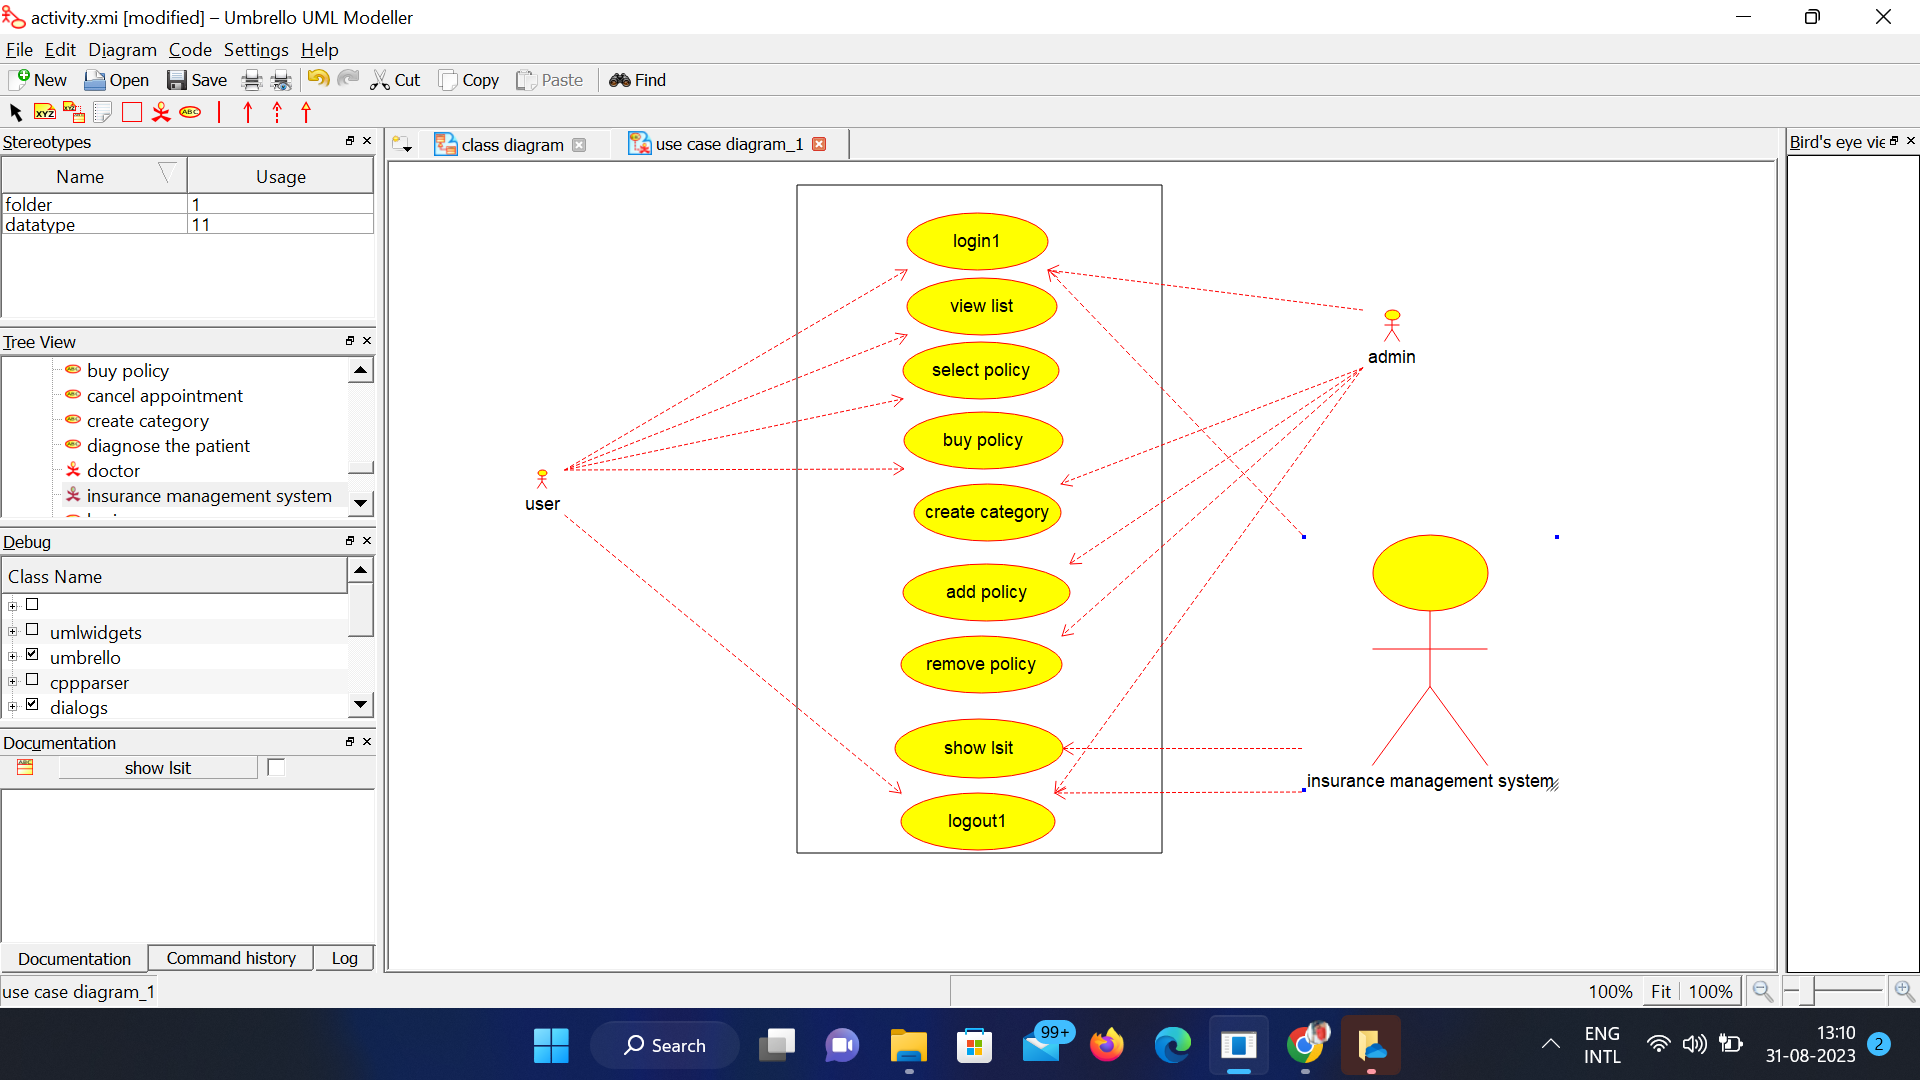 activity.xmi [modified] – Umbrello UML Modeller
File Edit Diagram Code Settings Help
New Open Save Cut Copy Paste Find
XYZ XYZ ABC
Stereotypes
Name Usage
folder 1
datatype 11
Tree View
buy policy
cancel appointment
create category
diagnose the patient
doctor
insurance management system
Debug
Class Name
umlwidgets
umbrello
cppparser
dialogs
Documentation
show lsit
Documentation Command history Log
class diagram use case diagram_1
login1
view list
select policy
buy policy
create category
add policy
remove policy
show lsit
logout1
user
admin
insurance management system
Bird's eye vie
use case diagram_1
100% Fit 100%
Search
99+
ENG
INTL
13:10
31-08-2023
2